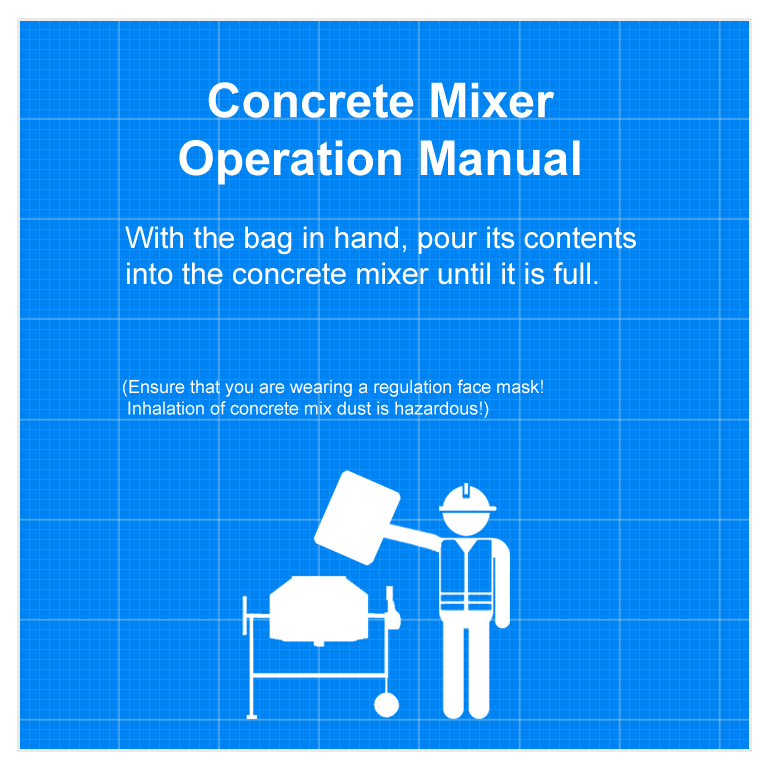 Concrete Mixer
Operation Manual
With the bag in hand, pour its contents
into the concrete mixer until it is full.
(Ensure that you are wearing a regulation face mask!
Inhalation of concrete mix dust is hazardous!)